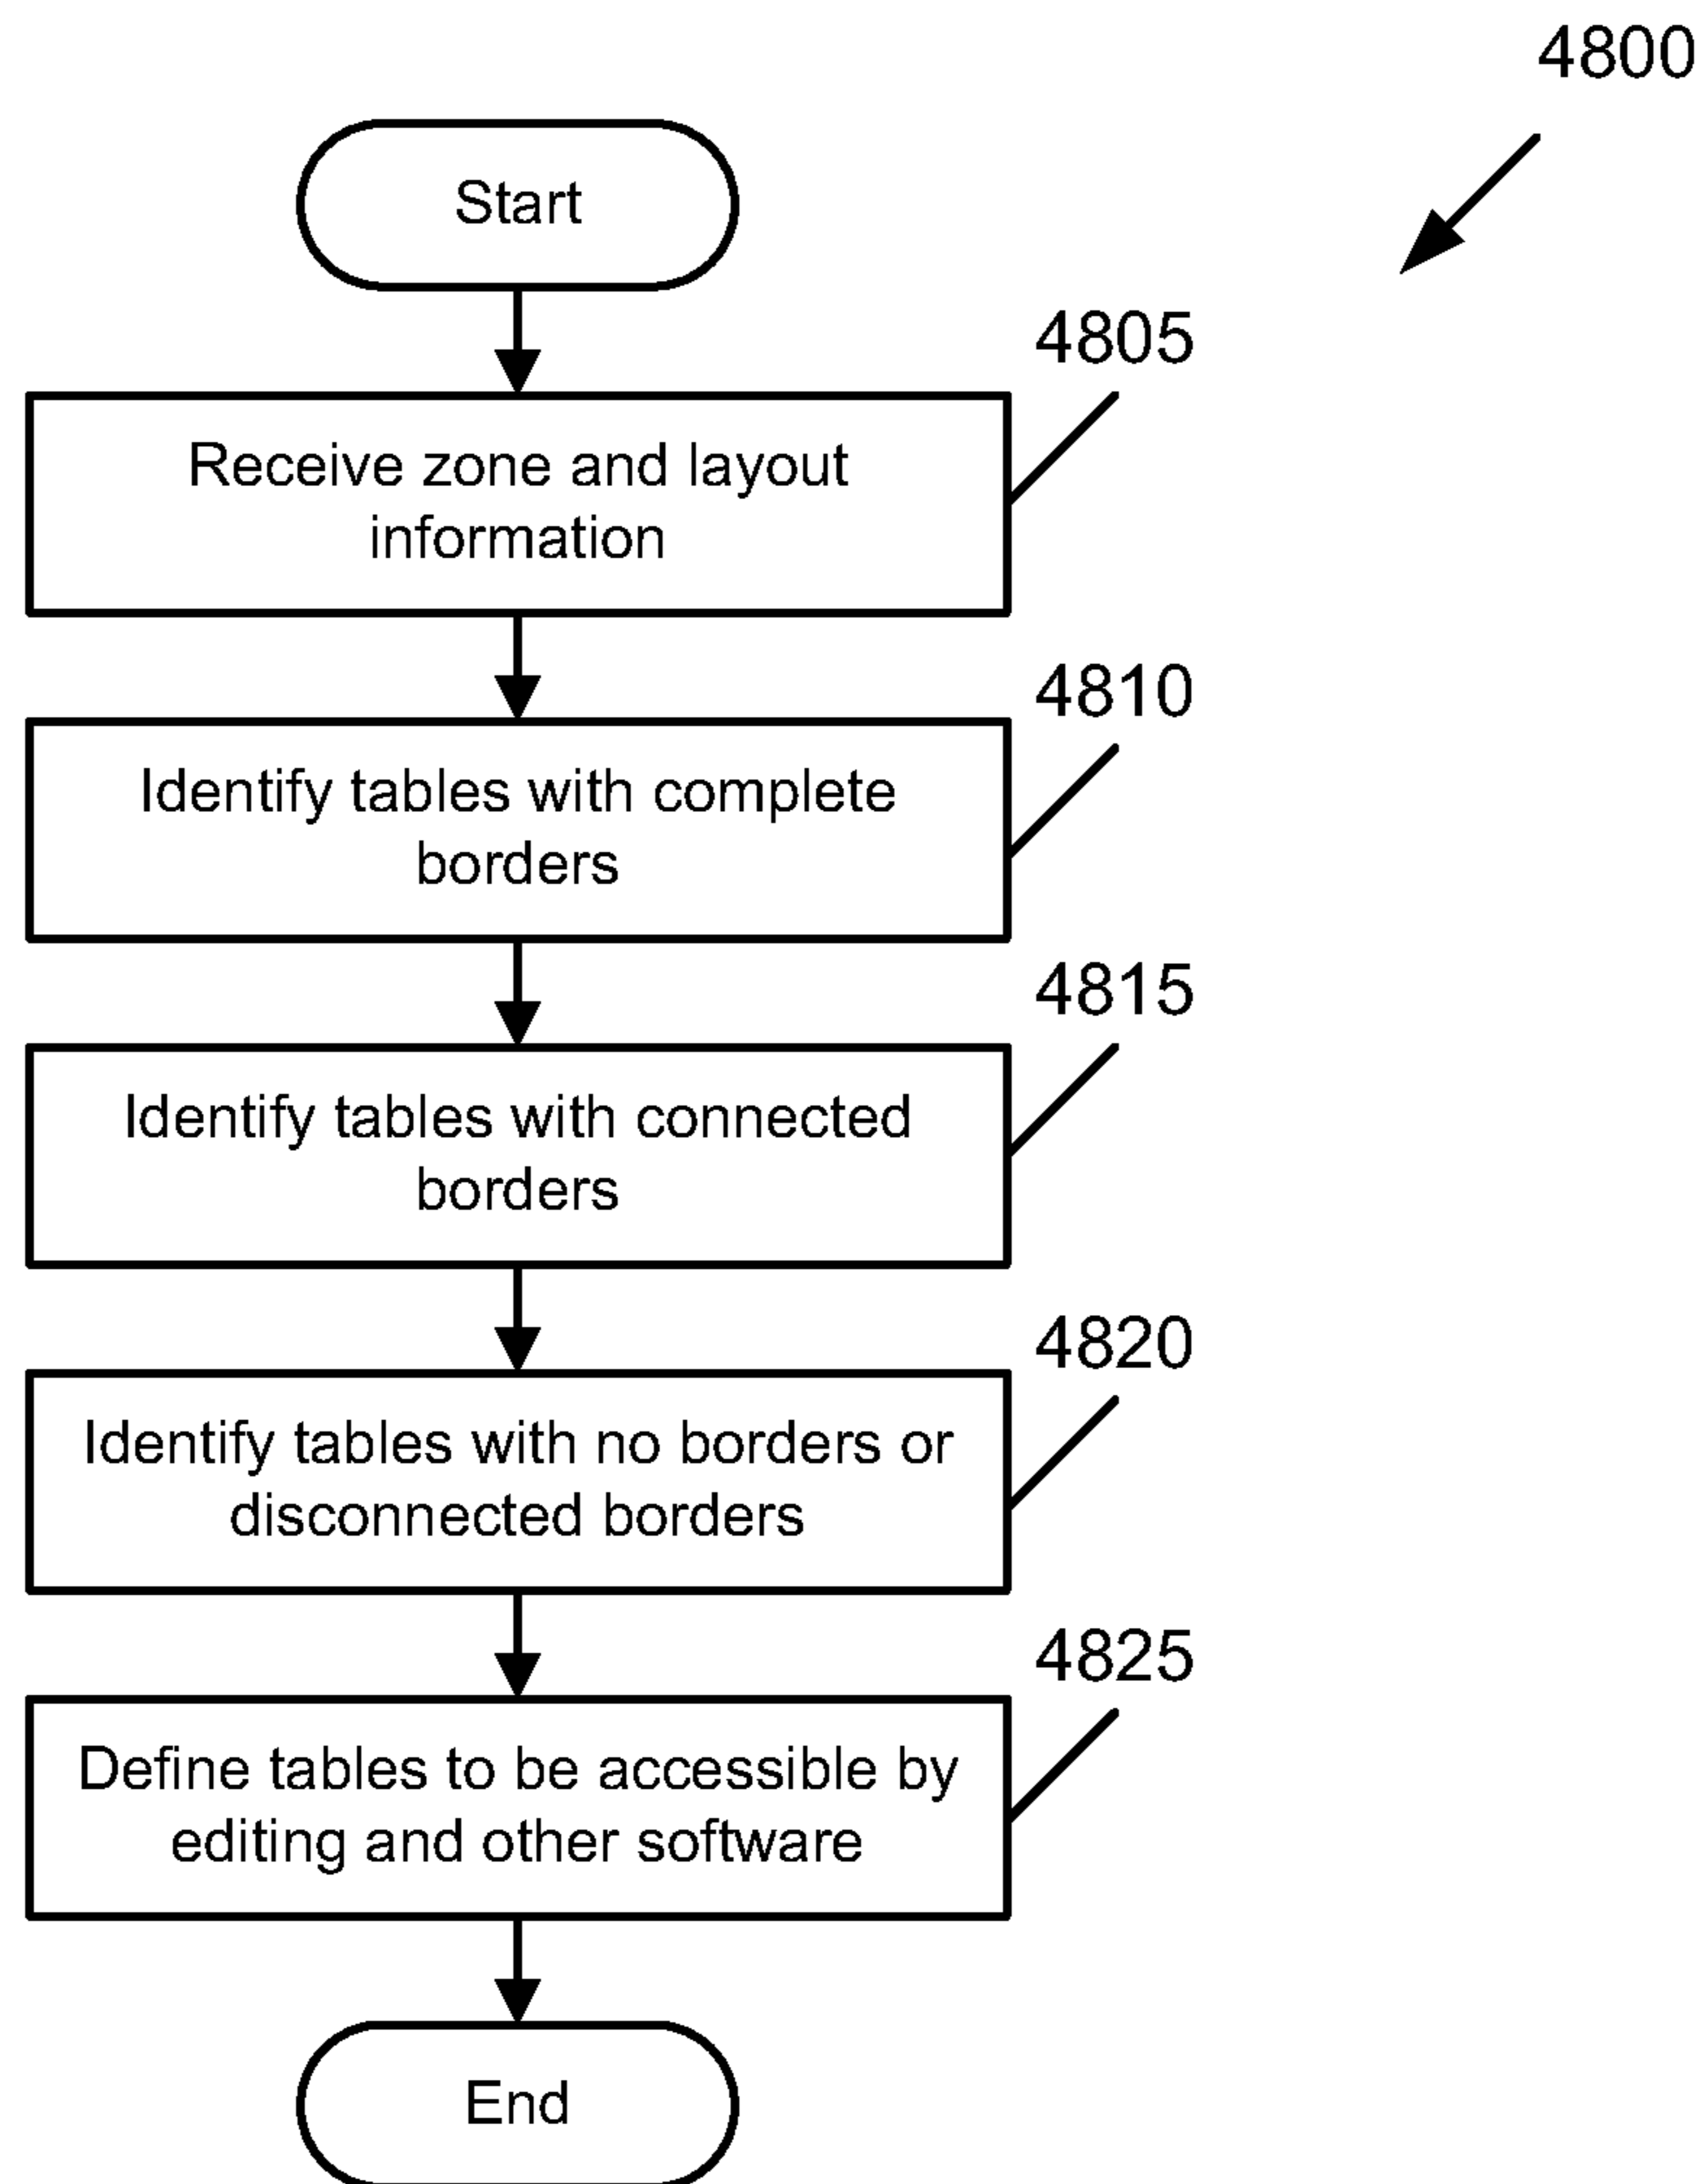 4800
Start
4805
Receive zone and layout
information
4810
Identify tables with complete
borders
4815
Identify tables with connected
borders
4820
Identify tables with no borders or
disconnected borders
4825
Define tables to be accessible by
editing and other software
End